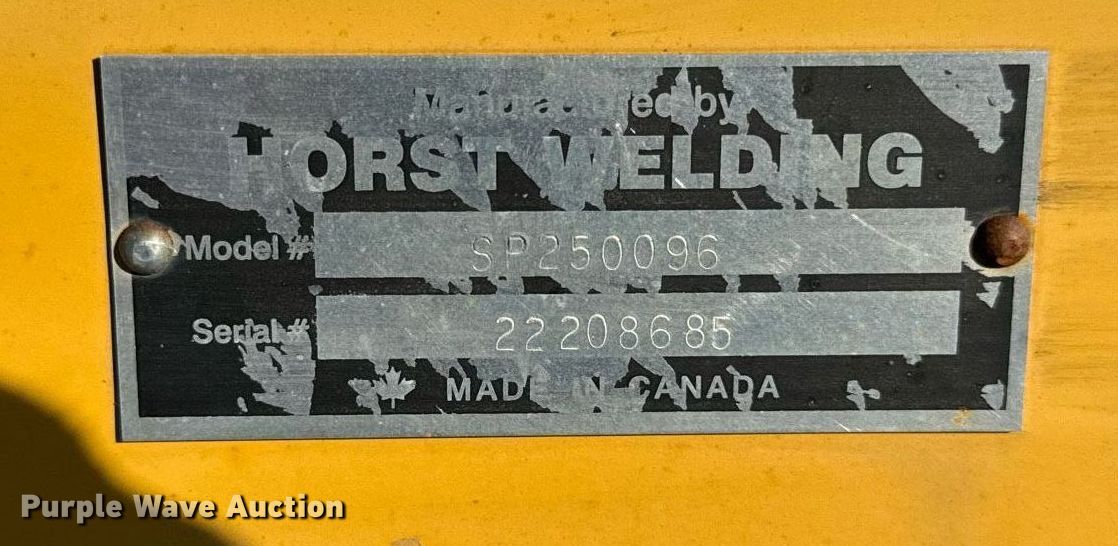 Manufactured by
HORST WELDING
Model # SP250096
Serial # 22208685
MADE IN CANADA
Purple Wave Auction